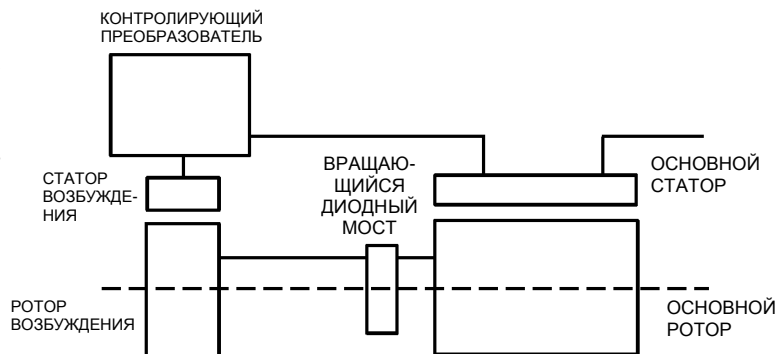 КОНТРОЛИРУЮЩИЙ
ПРЕОБРАЗОВАТЕЛЬ
СТАТОР
ВОЗБУЖДЕ-
НИЯ
ВРАЩАЮ-
ЩИЙСЯ
ДИОДНЫЙ
МОСТ
ОСНОВНОЙ
СТАТОР
РОТОР
ВОЗБУЖДЕНИЯ
ОСНОВНОЙ
РОТОР